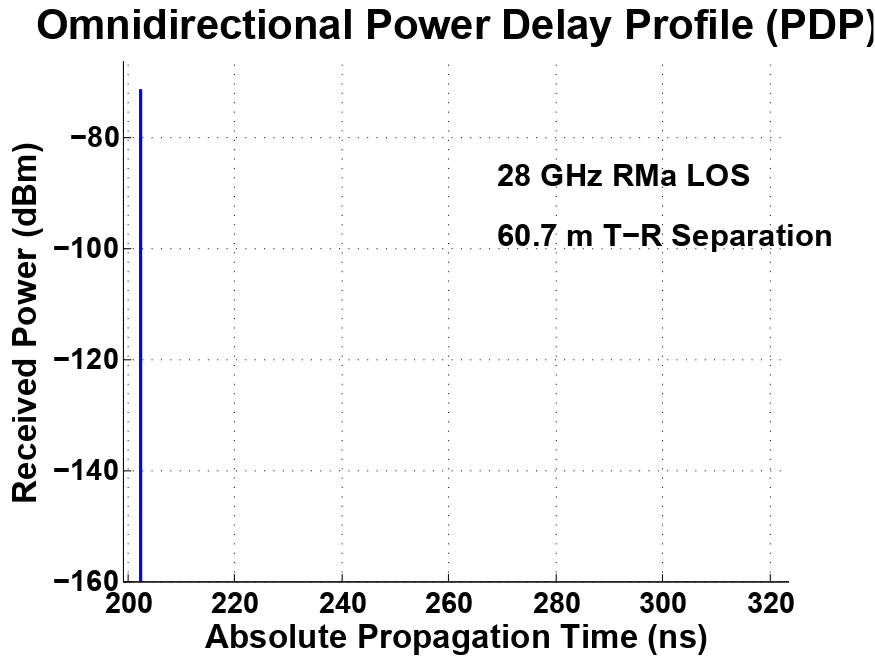 Omnidirectional Power Delay Profile (PDP)
28 GHz RMa LOS
60.7 m T−R Separation
Received Power (dBm)
−80
−100
−120
−140
−160
200 220 240 260 280 300 320
Absolute Propagation Time (ns)